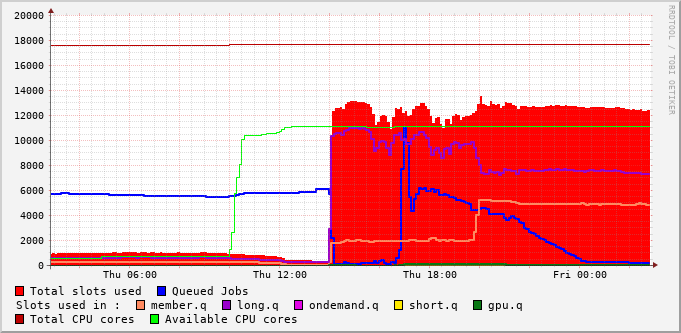 20000
18000
16000
14000
12000
10000
8000
6000
4000
2000
0
Thu 06:00 Thu 12:00 Thu 18:00 Fri 00:00
RRDTOOL / TOBI OETIKER
Total slots used Queued Jobs
Slots used in : member.q long.q ondemand.q short.q gpu.q
Total CPU cores Available CPU cores